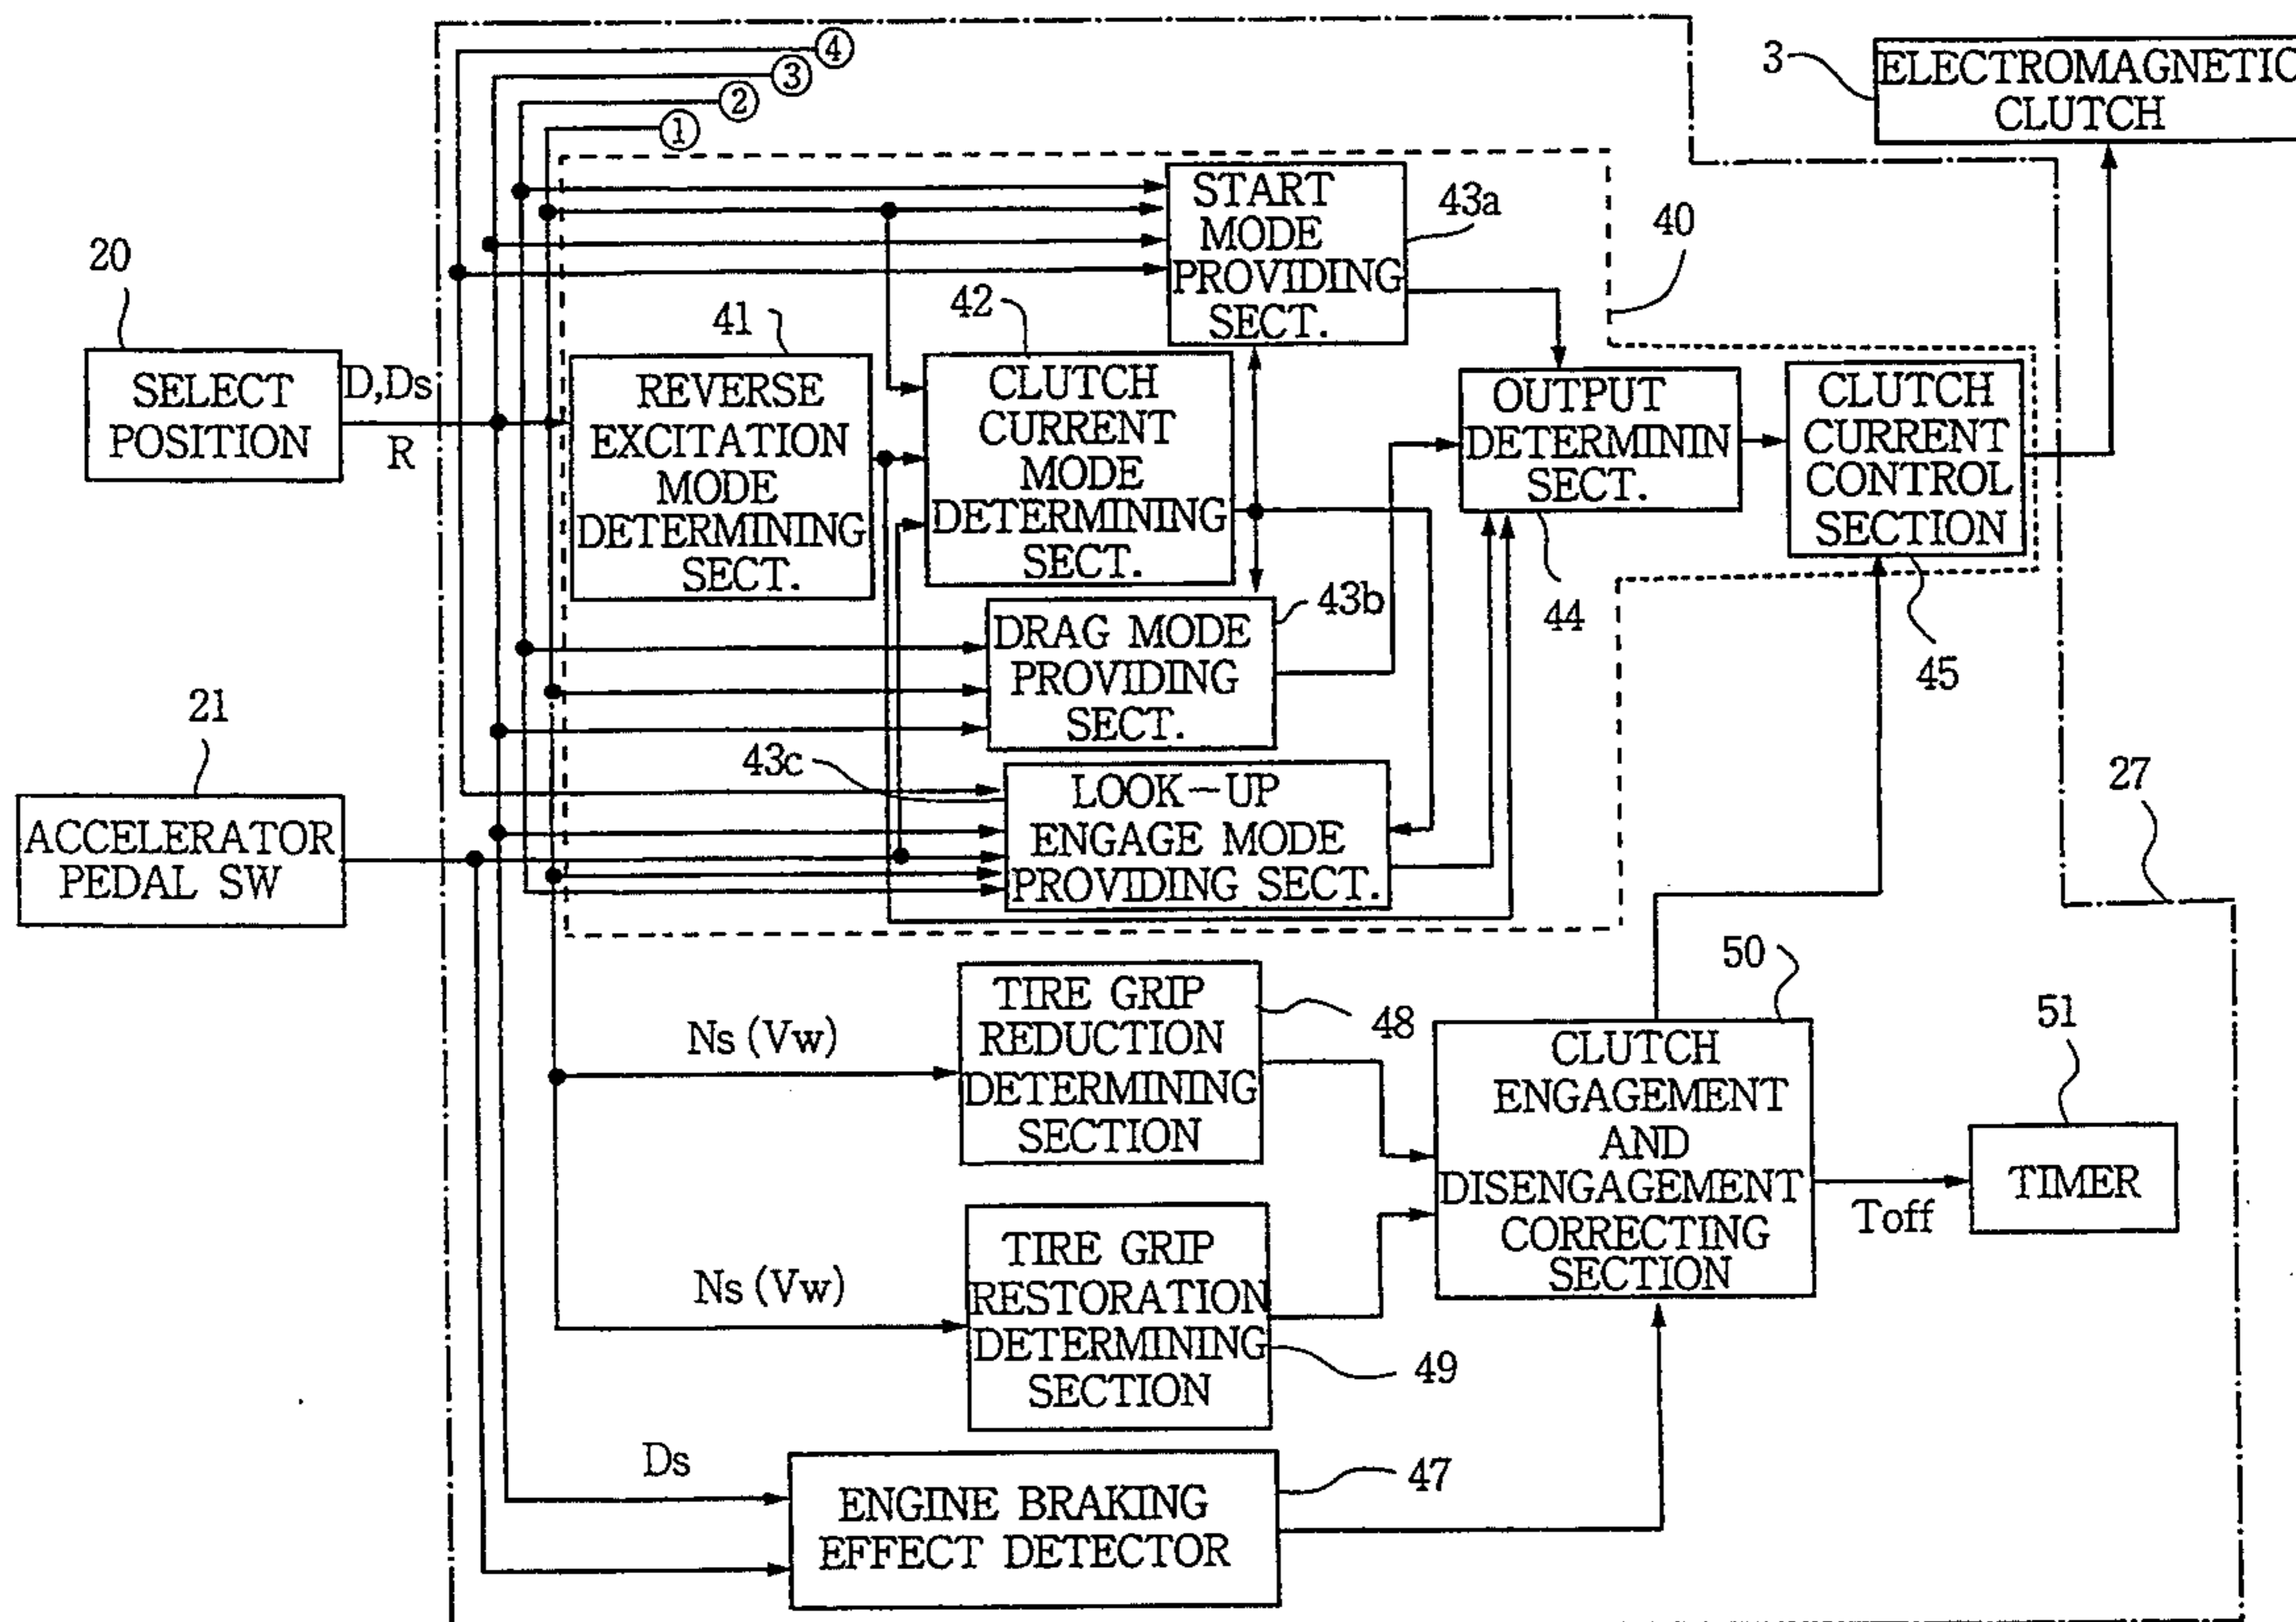 ④
③
②
①
3
ELECTROMAGNETIC
CLUTCH
START
MODE
PROVIDING
SECT.
43a
40
20
SELECT
POSITION
D,Ds
R
41
REVERSE
EXCITATION
MODE
DETERMINING
SECT.
42
CLUTCH
CURRENT
MODE
DETERMINING
SECT.
OUTPUT
DETERMININ
SECT.
44
CLUTCH
CURRENT
CONTROL
SECTION
45
43b
DRAG MODE
PROVIDING
SECT.
21
ACCELERATOR
PEDAL SW
43c
LOOK-UP
ENGAGE MODE
PROVIDING SECT.
27
Ns (Vw)
TIRE GRIP
REDUCTION
DETERMINING
SECTION
48
50
CLUTCH
ENGAGEMENT
AND
DISENGAGEMENT
CORRECTING
SECTION
51
TIMER
Toff
Ns (Vw)
TIRE GRIP
RESTORATION
DETERMINING
SECTION
49
Ds
ENGINE BRAKING
EFFECT DETECTOR
47